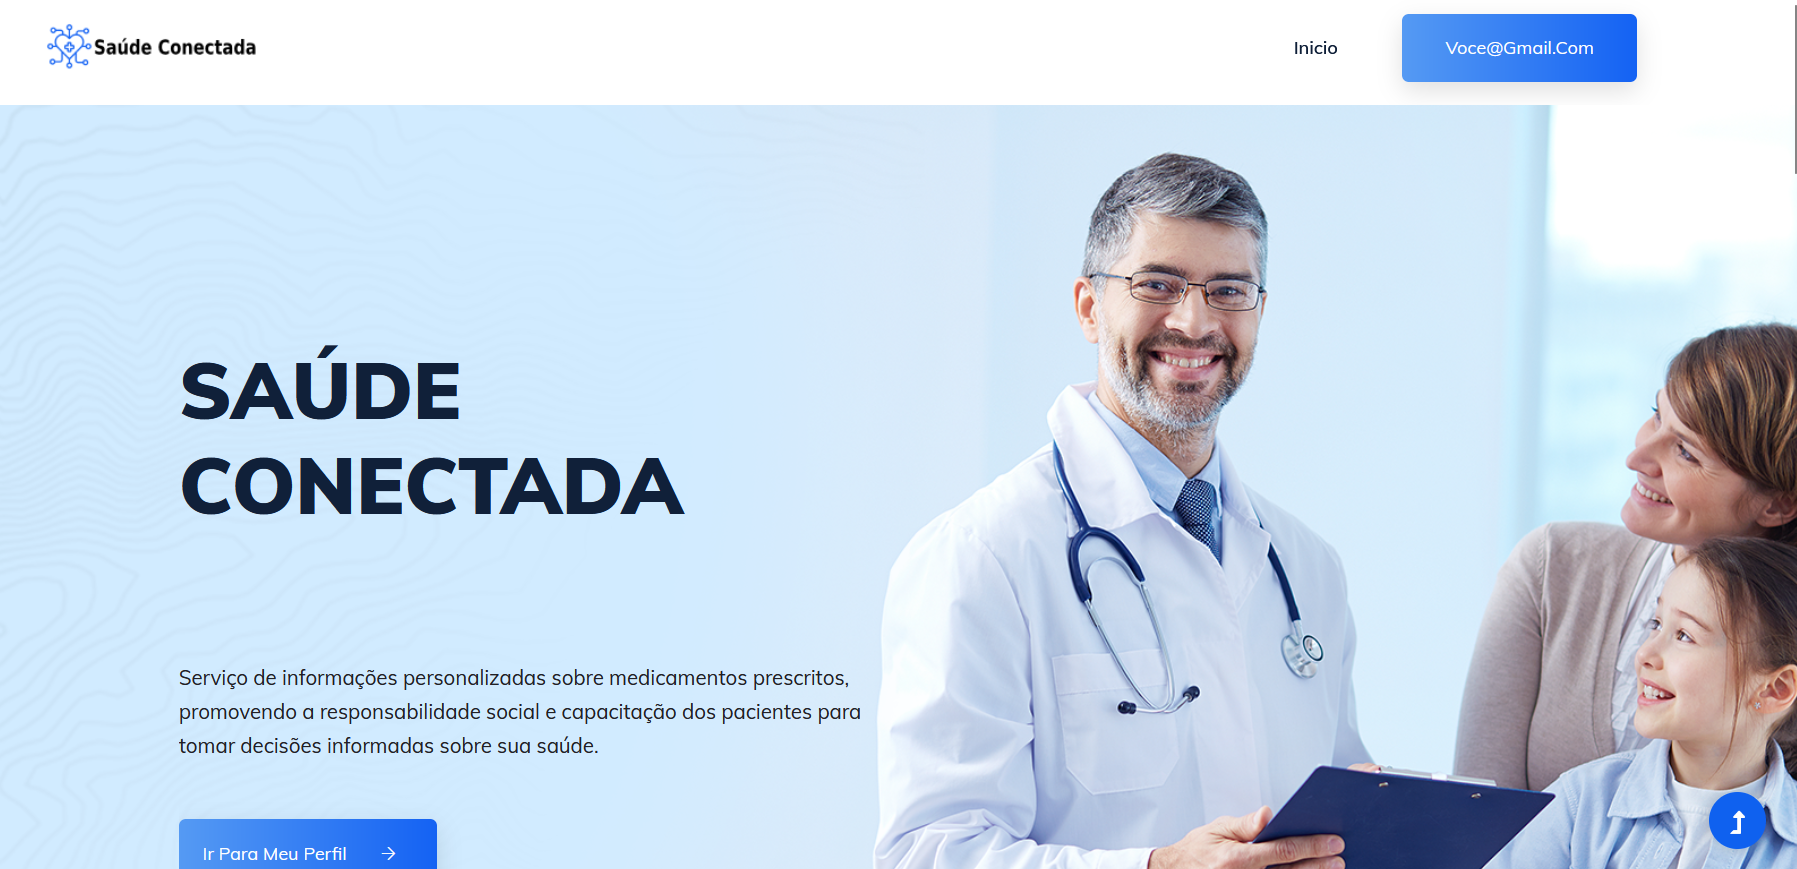 Saúde Conectada
Inicio
Voce@Gmail.Com
SAÚDE
CONECTADA
Serviço de informações personalizadas sobre medicamentos prescritos,
promovendo a responsabilidade social e capacitação dos pacientes para
tomar decisões informadas sobre sua saúde.
Ir Para Meu Perfil